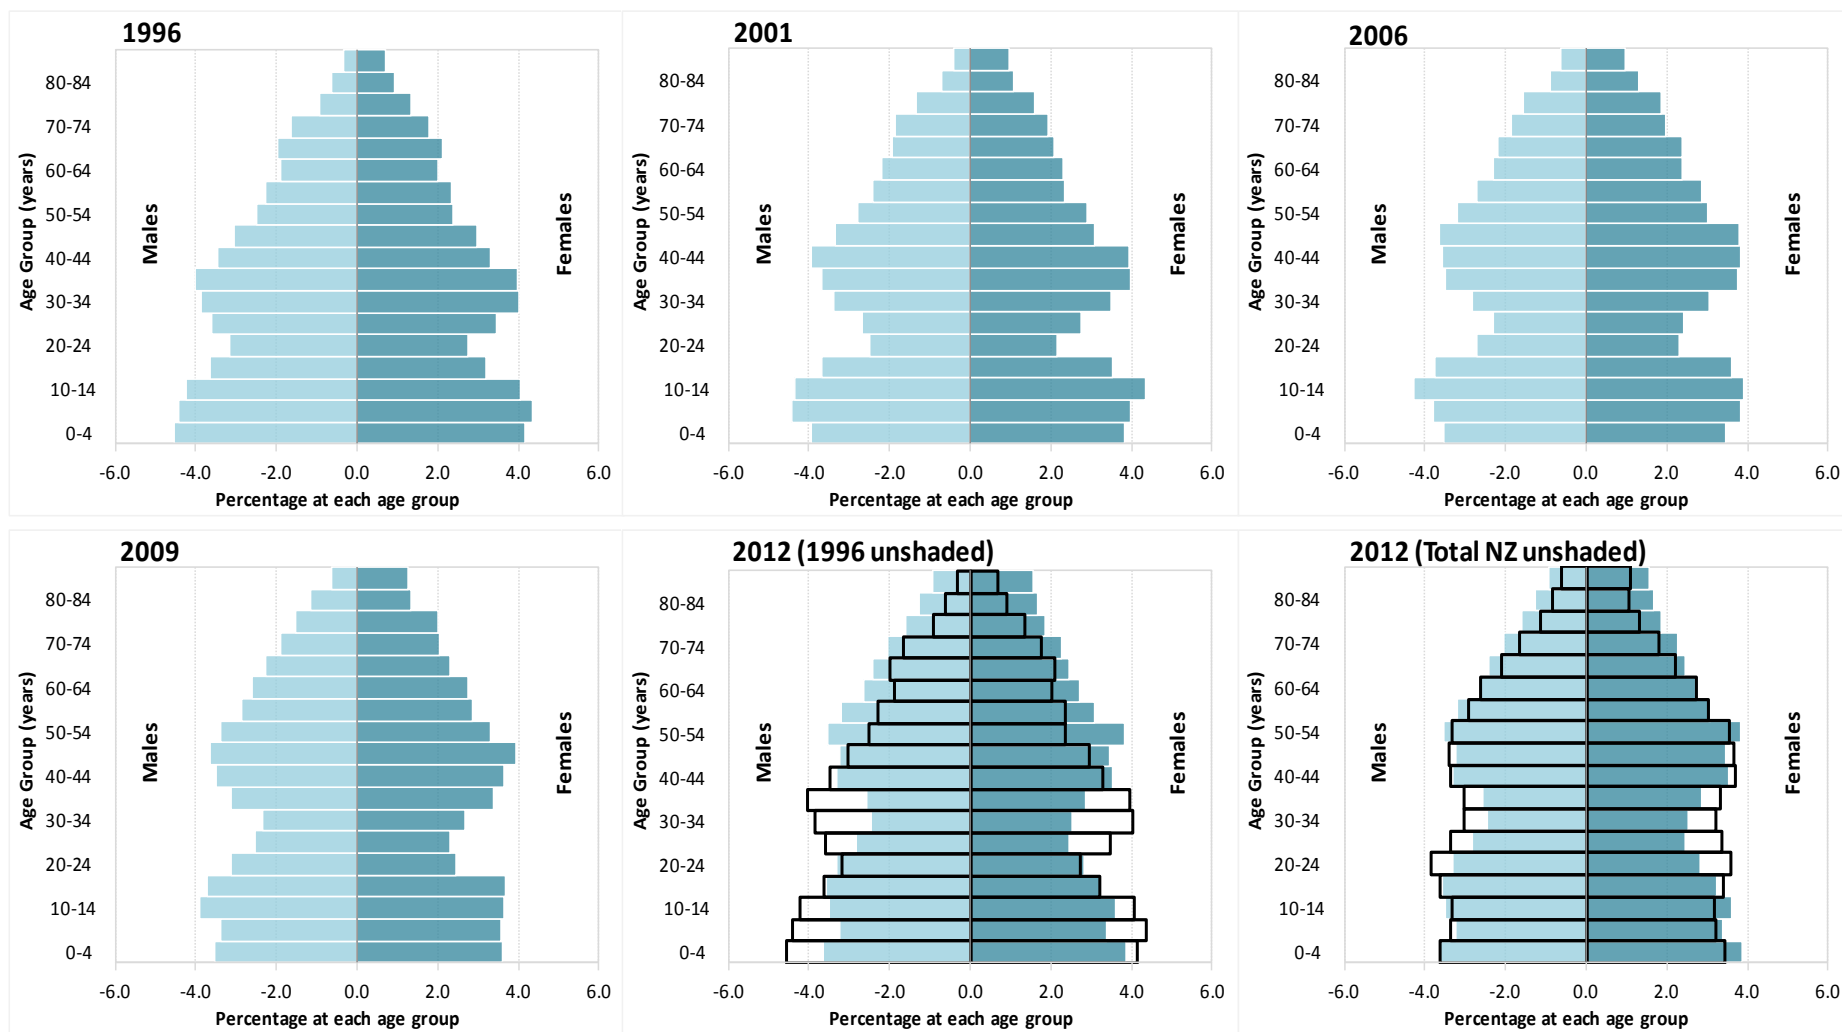 1996
Age Group (years)
80-84
70-74
60-64
50-54
40-44
30-34
20-24
10-14
0-4
Males
Females
-6.0 -4.0 -2.0 0.0 2.0 4.0 6.0
Percentage at each age group
2001
Age Group (years)
80-84
70-74
60-64
50-54
40-44
30-34
20-24
10-14
0-4
Males
Females
-6.0 -4.0 -2.0 0.0 2.0 4.0 6.0
Percentage at each age group
2006
Age Group (years)
80-84
70-74
60-64
50-54
40-44
30-34
20-24
10-14
0-4
Males
Females
-6.0 -4.0 -2.0 0.0 2.0 4.0 6.0
Percentage at each age group
2009
Age Group (years)
80-84
70-74
60-64
50-54
40-44
30-34
20-24
10-14
0-4
Males
Females
-6.0 -4.0 -2.0 0.0 2.0 4.0 6.0
Percentage at each age group
2012 (1996 unshaded)
Age Group (years)
80-84
70-74
60-64
50-54
40-44
30-34
20-24
10-14
0-4
Males
Females
-6.0 -4.0 -2.0 0.0 2.0 4.0 6.0
Percentage at each age group
2012 (Total NZ unshaded)
Age Group (years)
80-84
70-74
60-64
50-54
40-44
30-34
20-24
10-14
0-4
Males
Females
-6.0 -4.0 -2.0 0.0 2.0 4.0 6.0
Percentage at each age group